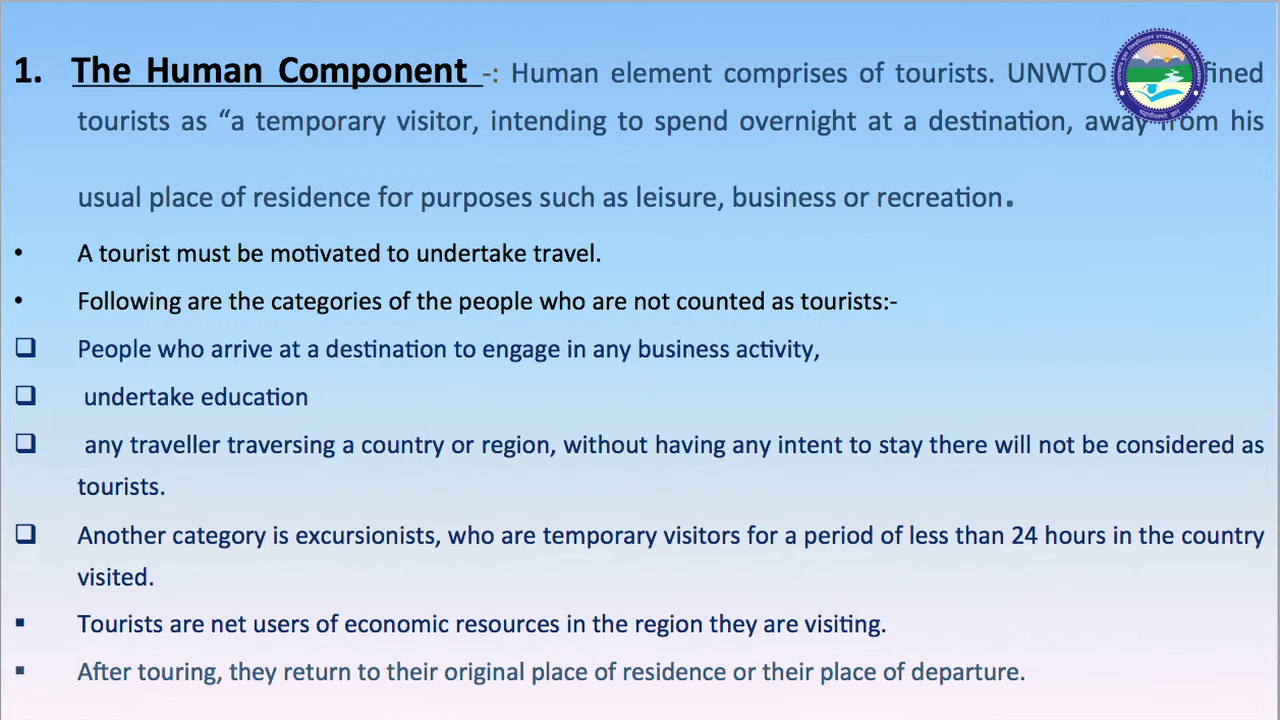 1. The Human Component -: Human element comprises of tourists. UNWTO fined
tourists as “a temporary visitor, intending to spend overnight at a destination, away from his
usual place of residence for purposes such as leisure, business or recreation.
• A tourist must be motivated to undertake travel.
• Following are the categories of the people who are not counted as tourists:-
❑ People who arrive at a destination to engage in any business activity,
❑ undertake education
❑ any traveller traversing a country or region, without having any intent to stay there will not be considered as
tourists.
❑ Another category is excursionists, who are temporary visitors for a period of less than 24 hours in the country
visited.
▪ Tourists are net users of economic resources in the region they are visiting.
▪ After touring, they return to their original place of residence or their place of departure.